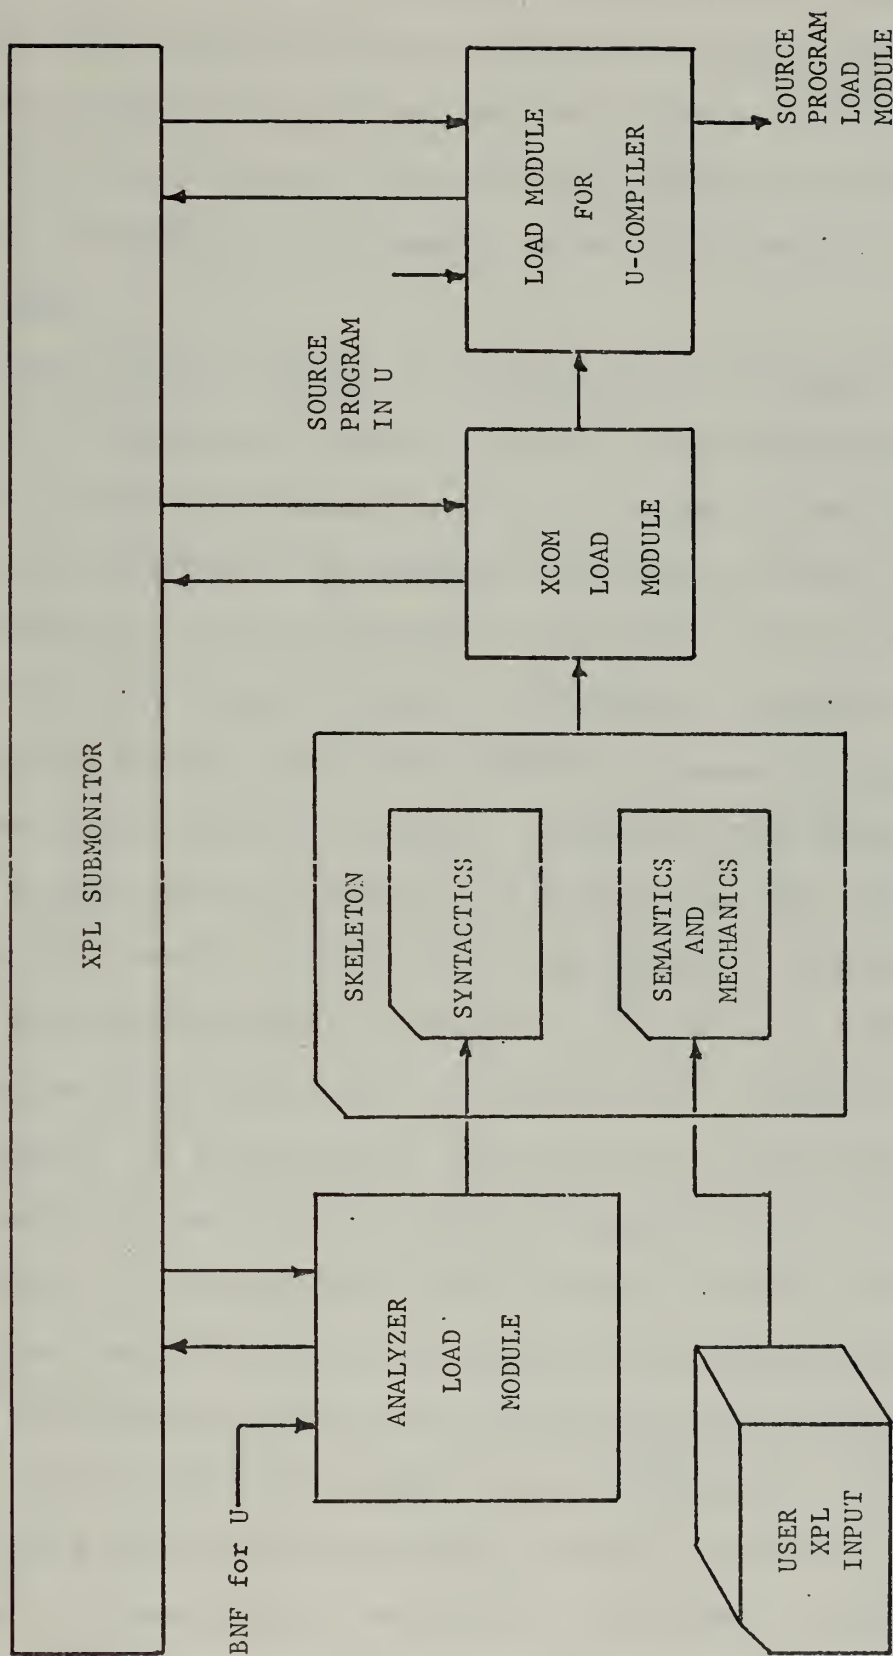 XPL SUBMONITOR
BNF for U
ANALYZER
LOAD
MODULE
USER
XPL
INPUT
SKELETON
SYNTACTICS
SEMANTICS
AND
MECHANICS
XCOM
LOAD
MODULE
SOURCE
PROGRAM
IN U
LOAD MODULE
FOR
U-COMPILER
SOURCE
PROGRAM
LOAD
MODULE